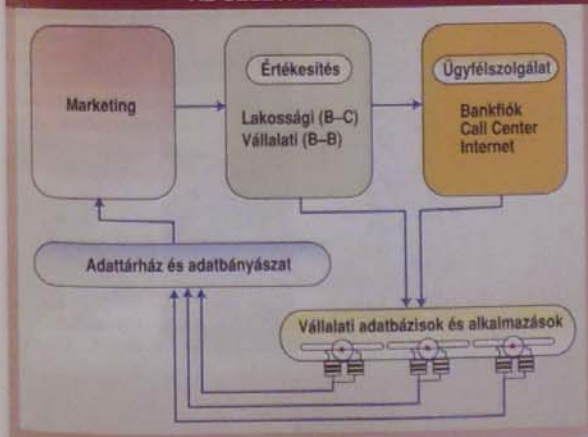 Marketing
Értékesítés
Lakossági (B–C)
Vállalati (B–B)
Ügyfélszolgálat
Bankfiók
Call Center
Internet
Adattárház és adatbányászat
Vállalati adatbázisok és alkalmazások